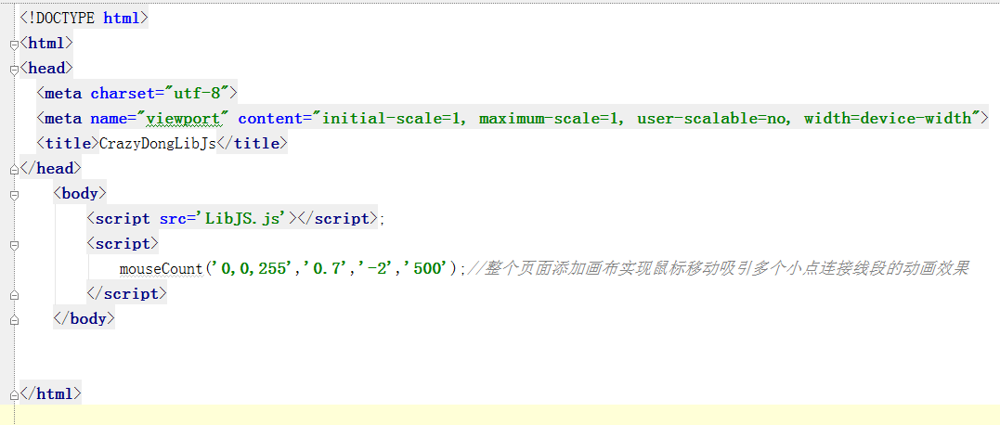 <!DOCTYPE html>
<html>
<head>
<meta charset="utf-8">
<meta name="viewport" content="initial-scale=1, maximum-scale=1, user-scalable=no, width=device-width">
<title>CrazyDongLibJs</title>
</head>
<body>
<script src='LibJS.js'></script>;
<script>
mouseCount('0,0,255','0.7','-2','500');//整个页面添加画布实现鼠标移动吸引多个小点连接线段的动画效果
</script>
</body>
</html>